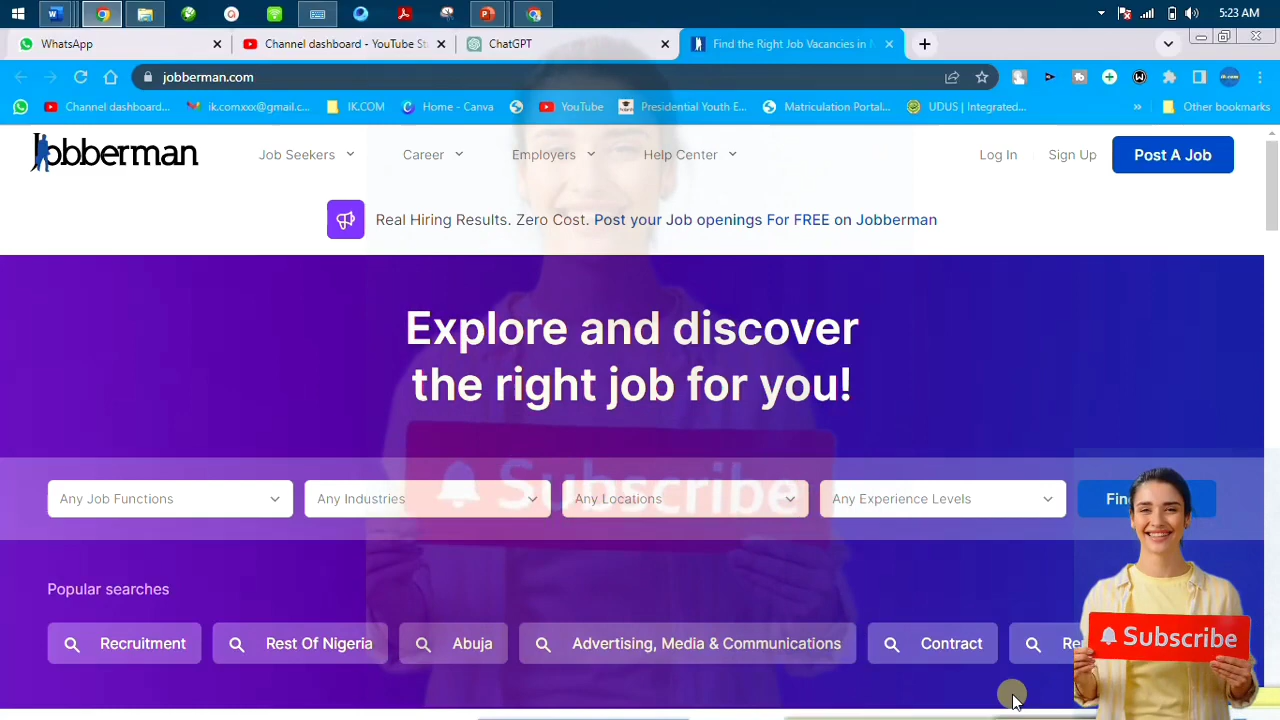 5:23 AM
WhatsApp
Channel dashboard - YouTube St
ChatGPT
Find the Right Job Vacancies in N
jobberman.com
Channel dashboard...
ik.comxxx@gmail.c...
IK.COM
Home - Canva
YouTube
Presidential Youth E...
Matriculation Portal...
UDUS | Integrated...
»
Other bookmarks
Jobberman
Job Seekers
Career
Employers
Help Center
Log In
Sign Up
Post A Job
Real Hiring Results. Zero Cost. Post your Job openings For FREE on Jobberman
Explore and discover
the right job for you!
Subscribe
Any Job Functions
Any Industries
Any Locations
Any Experience Levels
Popular searches
Recruitment
Rest Of Nigeria
Abuja
Advertising, Media & Communications
Contract
Subscribe